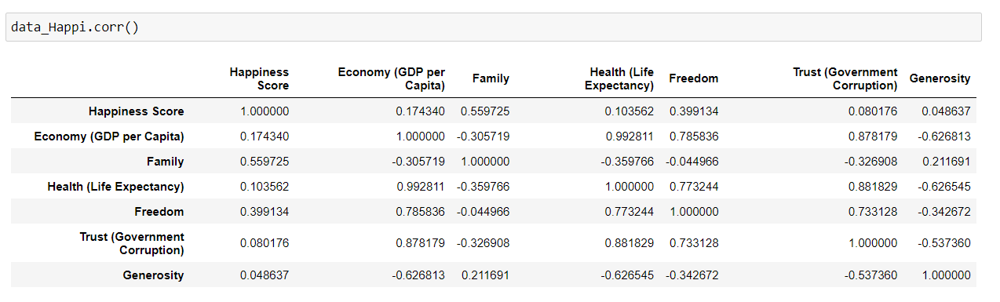 data_Happi.corr()
Happiness Score Economy (GDP per Capita) Family Health (Life Expectancy) Freedom Trust (Government Corruption) Generosity
Happiness Score 1.000000 0.174340 0.559725 0.103562 0.399134 0.080176 0.048637
Economy (GDP per Capita) 0.174340 1.000000 -0.305719 0.992811 0.785836 0.878179 -0.626813
Family 0.559725 -0.305719 1.000000 -0.359766 -0.044966 -0.326908 0.211691
Health (Life Expectancy) 0.103562 0.992811 -0.359766 1.000000 0.773244 0.881829 -0.626545
Freedom 0.399134 0.785836 -0.044966 0.773244 1.000000 0.733128 -0.342672
Trust (Government Corruption) 0.080176 0.878179 -0.326908 0.881829 0.733128 1.000000 -0.537360
Generosity 0.048637 -0.626813 0.211691 -0.626545 -0.342672 -0.537360 1.000000